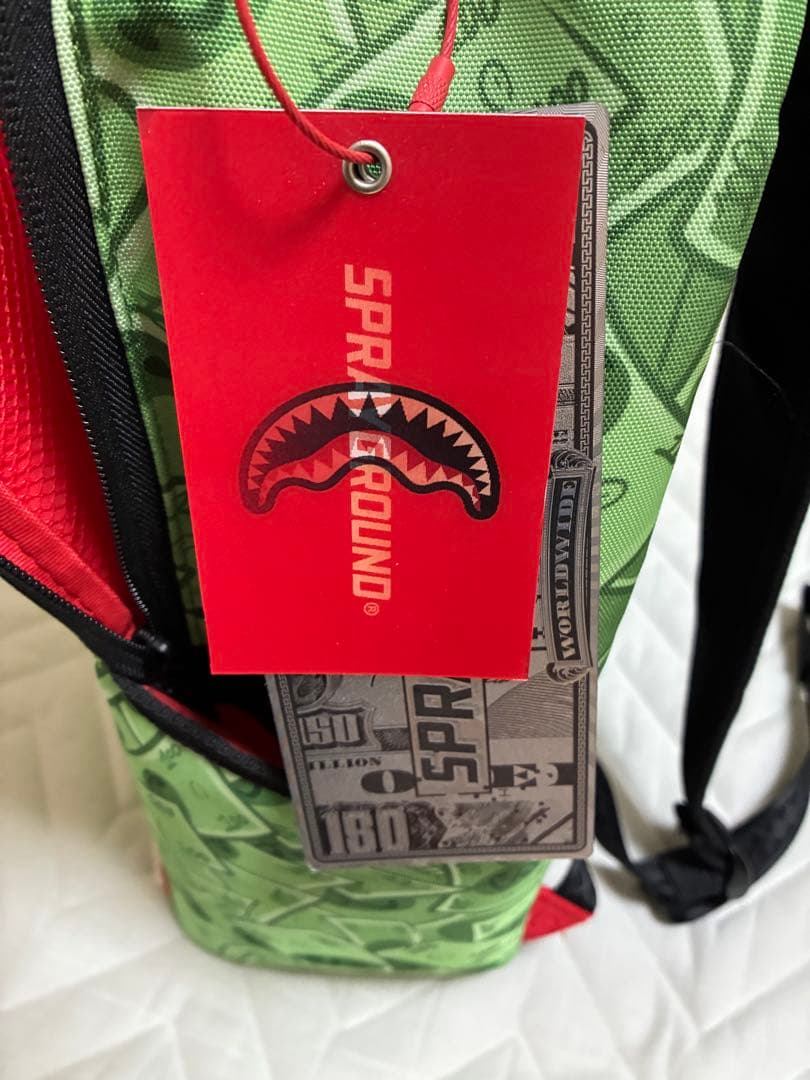 SPRAYGROUND®
WORLDWIDE
SPR
150
ILLION
180